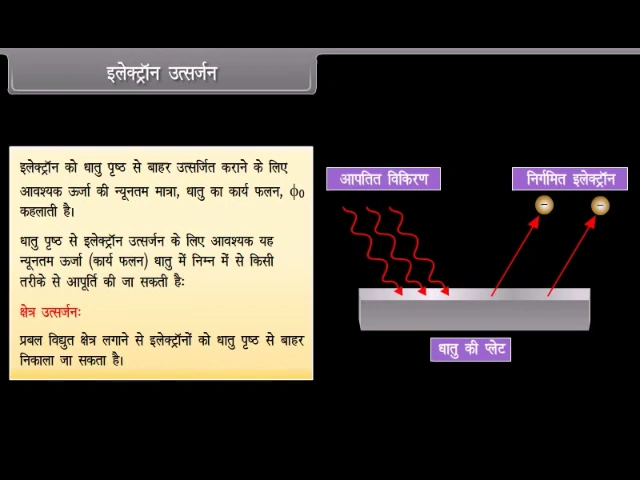 इलेक्ट्रॉन उत्सर्जन
इलेक्ट्रॉन को धातु पृष्ठ से बाहर उत्सर्जित कराने के लिए
आवश्यक ऊर्जा की न्यूनतम मात्रा, धातु का कार्य फलन, ϕ₀
कहलाती है।
धातु पृष्ठ से इलेक्ट्रॉन उत्सर्जन के लिए आवश्यक यह
न्यूनतम ऊर्जा (कार्य फलन) धातु में निम्न में से किसी
तरीके से आपूर्ति की जा सकती है:
क्षेत्र उत्सर्जन:
प्रबल विद्युत क्षेत्र लगाने से इलेक्ट्रॉनों को धातु पृष्ठ से बाहर
निकाला जा सकता है।
आपतित विकिरण
निर्गमित इलेक्ट्रॉन
− −
धातु की प्लेट